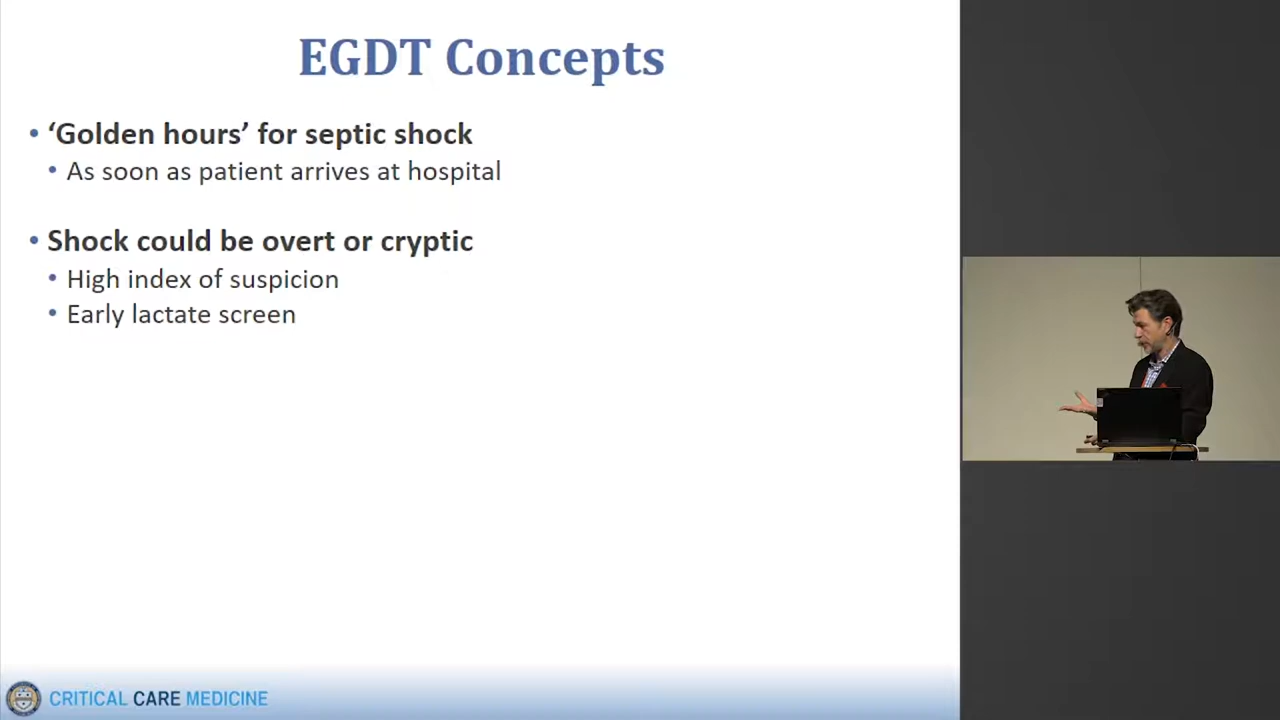 EGDT Concepts
• ‘Golden hours’ for septic shock
• As soon as patient arrives at hospital
• Shock could be overt or cryptic
• High index of suspicion
• Early lactate screen
CRITICAL CARE MEDICINE